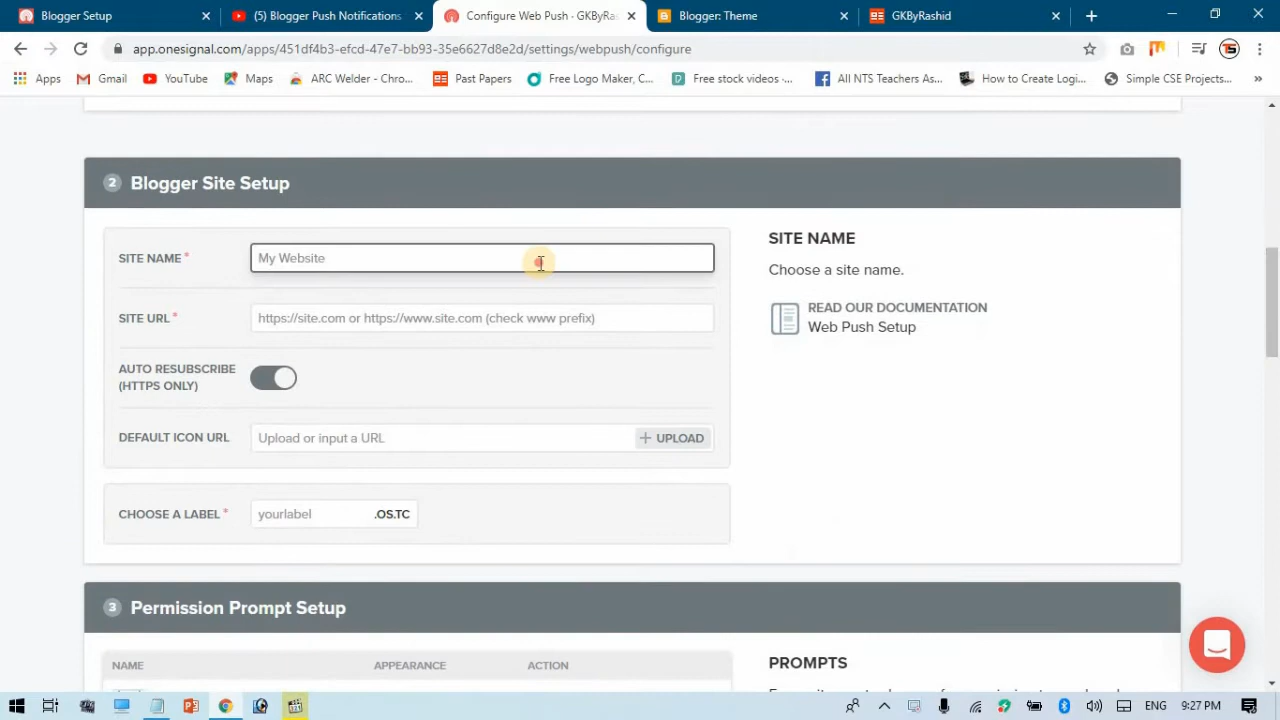 Blogger Setup
(5) Blogger Push Notifications
Configure Web Push - GKByRashid
Blogger: Theme
GKByRashid
app.onesignal.com/apps/451df4b3-efcd-47e7-bb93-35e6627d8e2d/settings/webpush/configure
Apps
Gmail
YouTube
Maps
ARC Welder - Chro...
Past Papers
Free Logo Maker, C...
Free stock videos -...
All NTS Teachers As...
How to Create Logi...
Simple CSE Projects...
2 Blogger Site Setup
SITE NAME *
My Website
SITE URL *
https://site.com or https://www.site.com (check www prefix)
AUTO RESUBSCRIBE
(HTTPS ONLY)
DEFAULT ICON URL
Upload or input a URL
+ UPLOAD
CHOOSE A LABEL *
yourlabel
.OS.TC
SITE NAME
Choose a site name.
READ OUR DOCUMENTATION
Web Push Setup
3 Permission Prompt Setup
NAME
APPEARANCE
ACTION
PROMPTS
ENG
9:27 PM